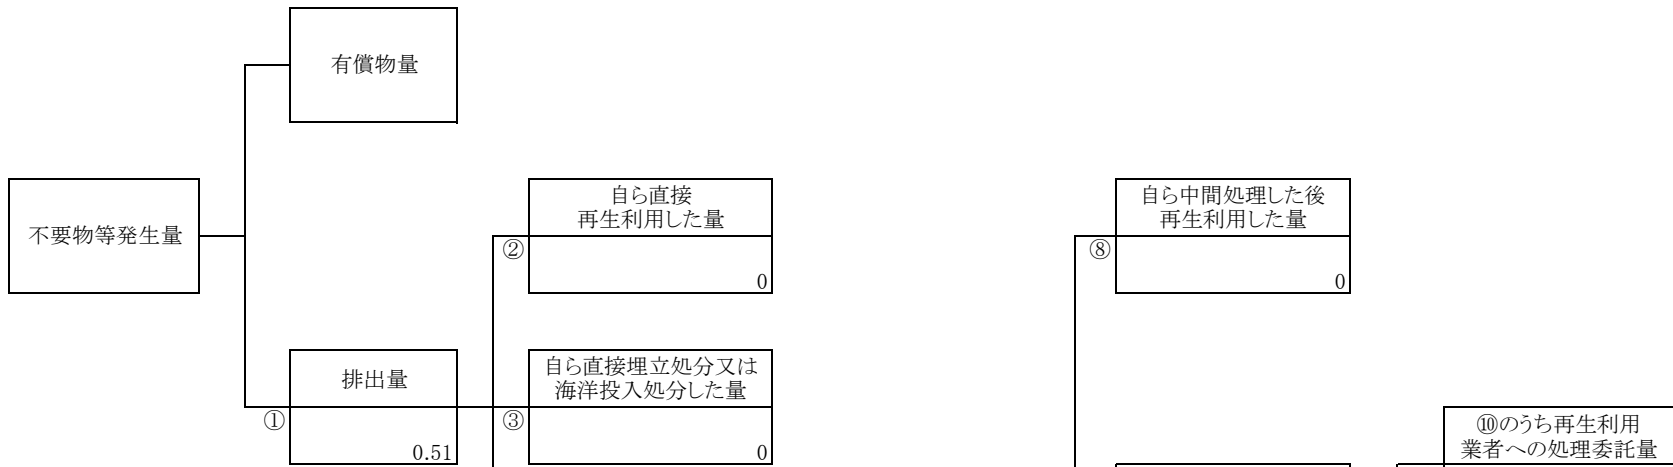 有償物量
不要物等発生量
自ら直接
再生利用した量
②
0
自ら中間処理した後
再生利用した量
⑧
0
排出量
①
0.51
自ら直接埋立処分又は
海洋投入処分した量
③
0
⑩のうち再生利用
業者への処理委託量